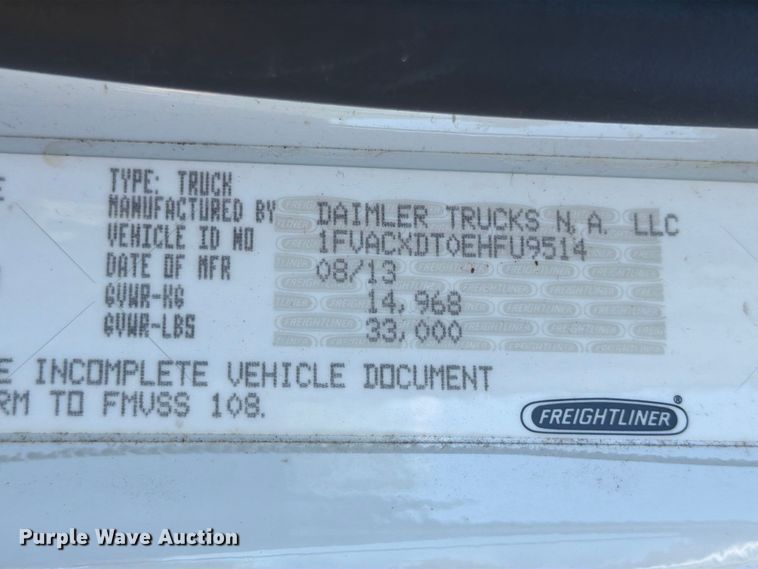 TYPE: TRUCK
MANUFACTURED BY DAIMLER TRUCKS N.A. LLC
VEHICLE ID NO 1FVACXDT0EHFU9514
DATE OF MFR 08/13
GVWR-KG 14,968
GVWR-LBS 33,000
E INCOMPLETE VEHICLE DOCUMENT
RM TO FMVSS 108.
FREIGHTLINER®
Purple Wave Auction